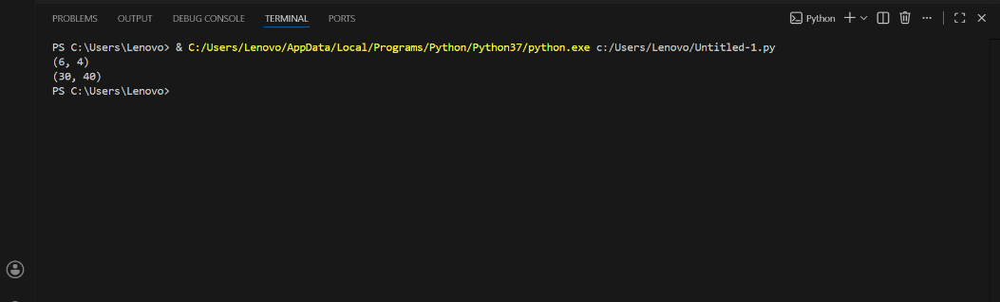 PROBLEMS OUTPUT DEBUG CONSOLE TERMINAL PORTS Python
PS C:\Users\Lenovo> & C:/Users/Lenovo/AppData/Local/Programs/Python/Python37/python.exe c:/Users/Lenovo/Untitled-1.py
(6, 4)
(30, 40)
PS C:\Users\Lenovo>